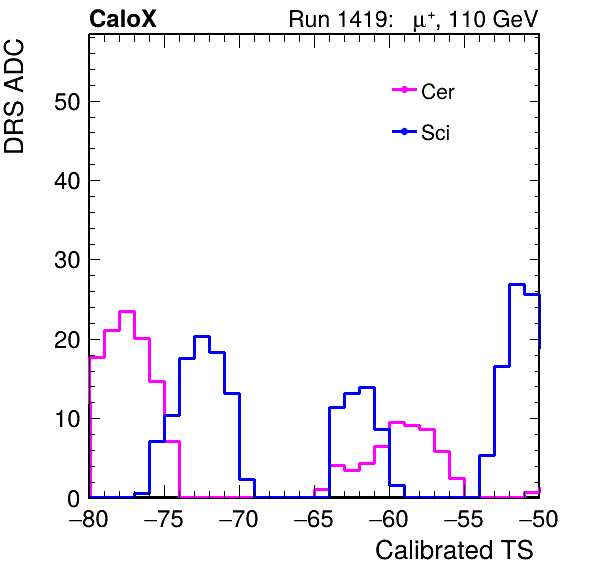 CaloX Run 1419: μ⁺, 110 GeV
DRS ADC
Cer
Sci
50
40
30
20
10
0
−80 −75 −70 −65 −60 −55 −50
Calibrated TS